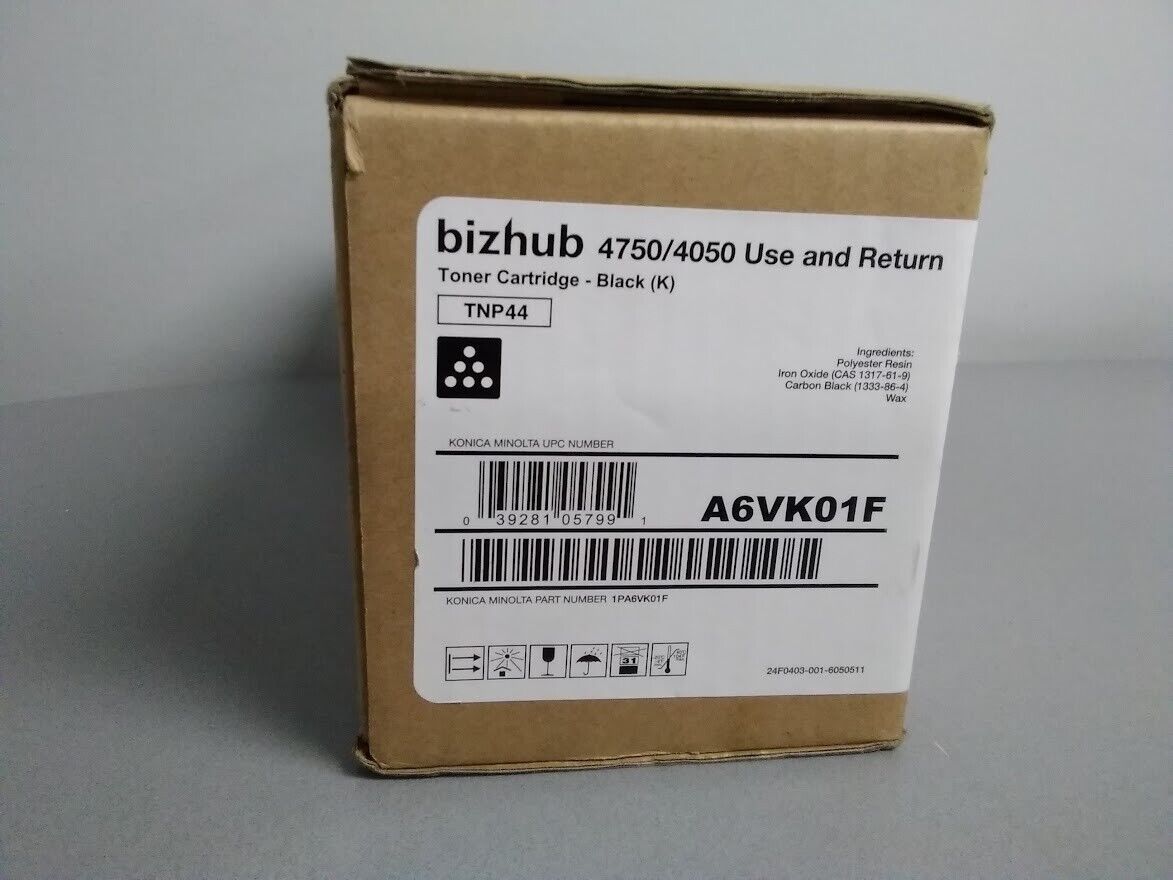 bizhub 4750/4050 Use and Return
Toner Cartridge - Black (K)
TNP44
Ingredients:
Polyester Resin
Iron Oxide (CAS 1317-61-9)
Carbon Black (1333-86-4)
Wax
KONICA MINOLTA UPC NUMBER
0 39281 05799 1
A6VK01F
KONICA MINOLTA PART NUMBER 1PA6VK01F
31
24F0403-001-6050511